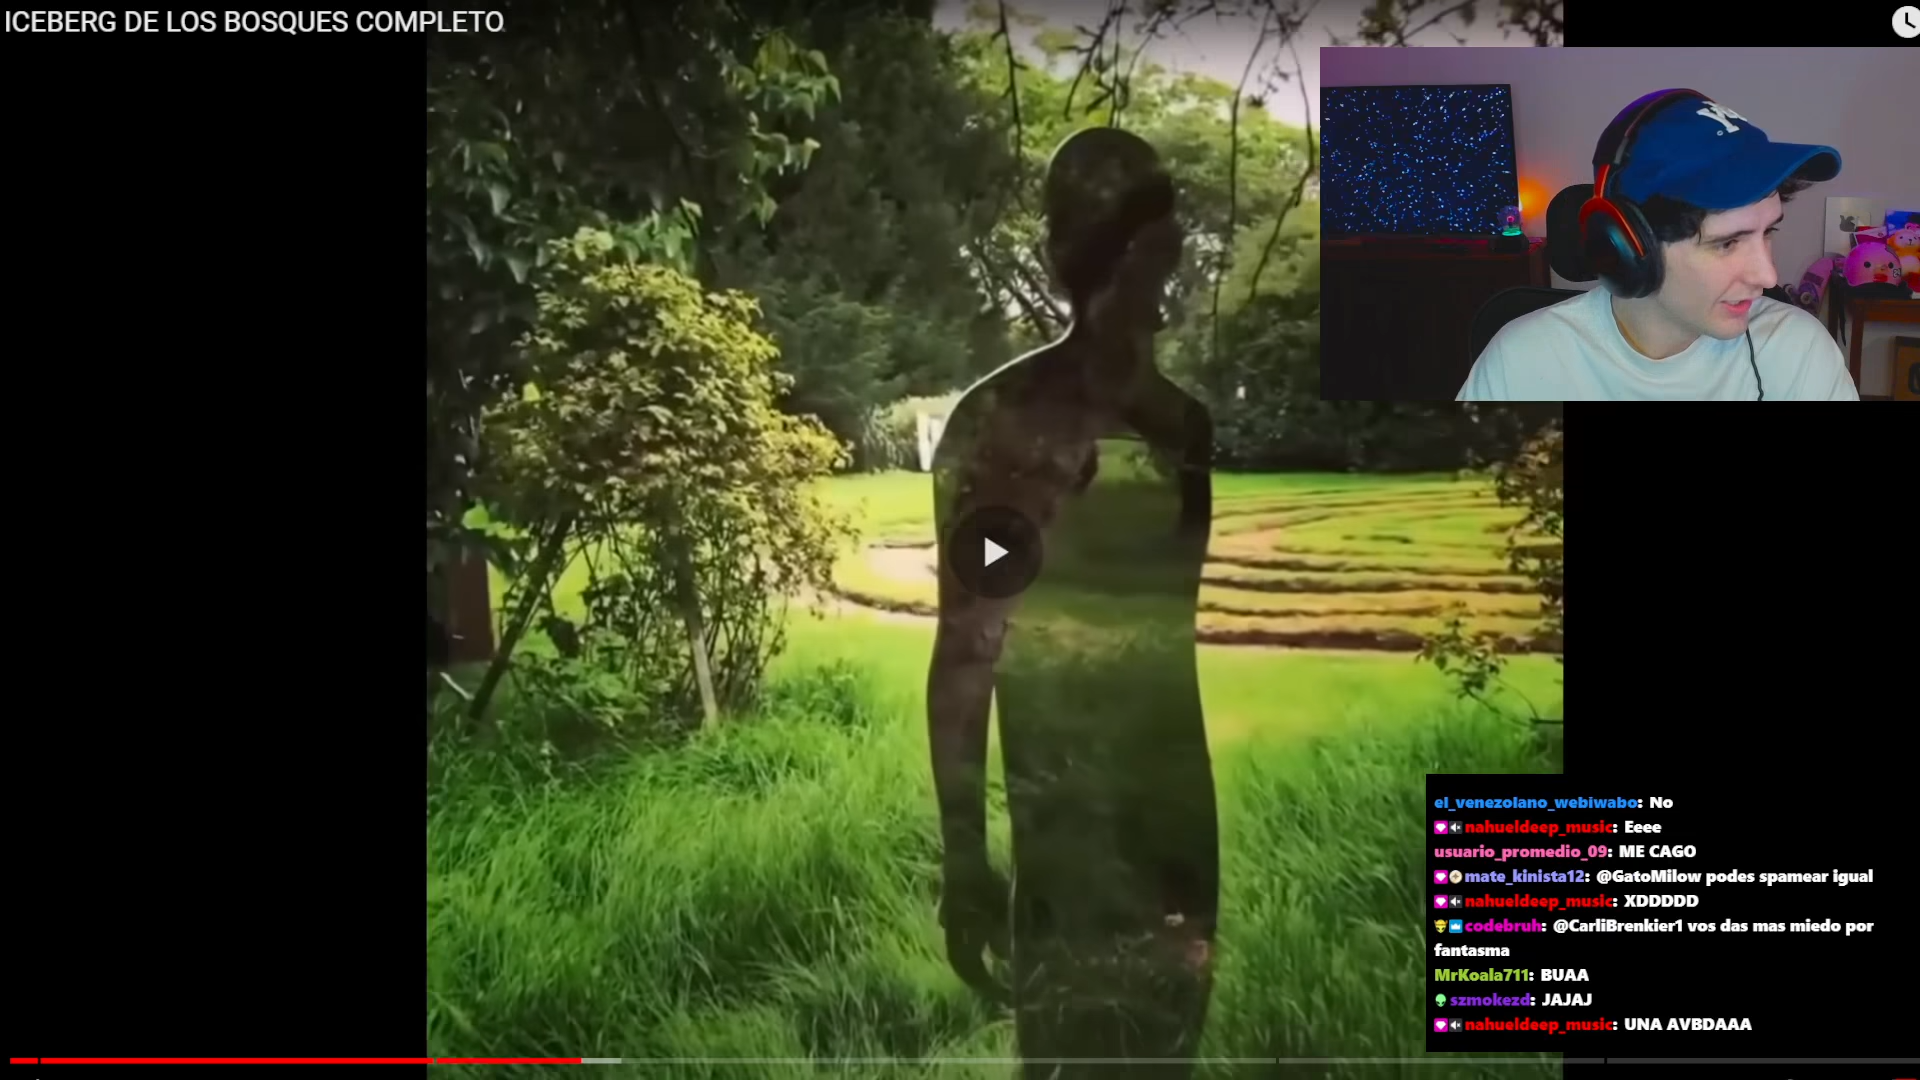 ICEBERG DE LOS BOSQUES COMPLETO
el_venezolano_webiwabo: No
nahueldeep_music: Eeee
usuario_promedio_09: ME CAGO
mate_kinista12: @GatoMilow podes spamear igual
nahueldeep_music: XDDDDD
codebruh: @CarliBrenkier1 vos das mas miedo por
fantasma
MrKoala711: BUAA
szmokezd: JAJAJ
nahueldeep_music: UNA AVBDAAA